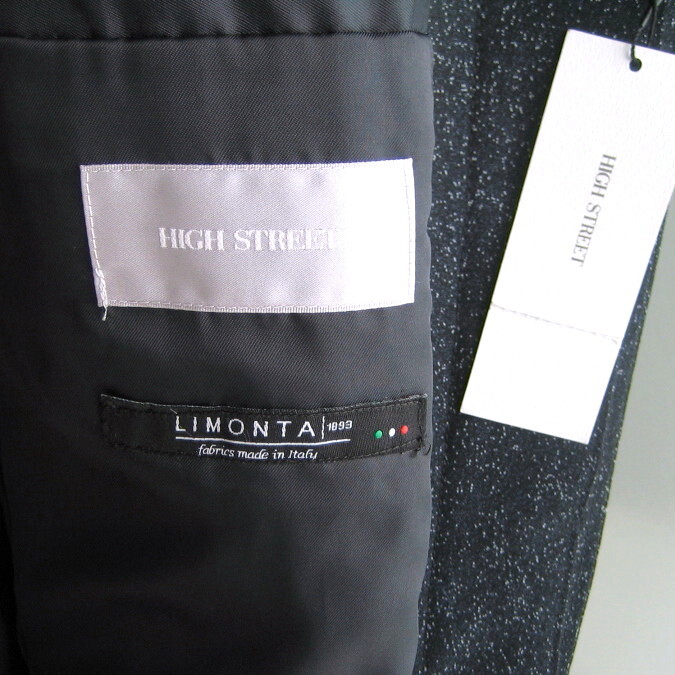 HIGH STREET
HIGH STREET
LIMONTA 1893
fabrics made in Italy